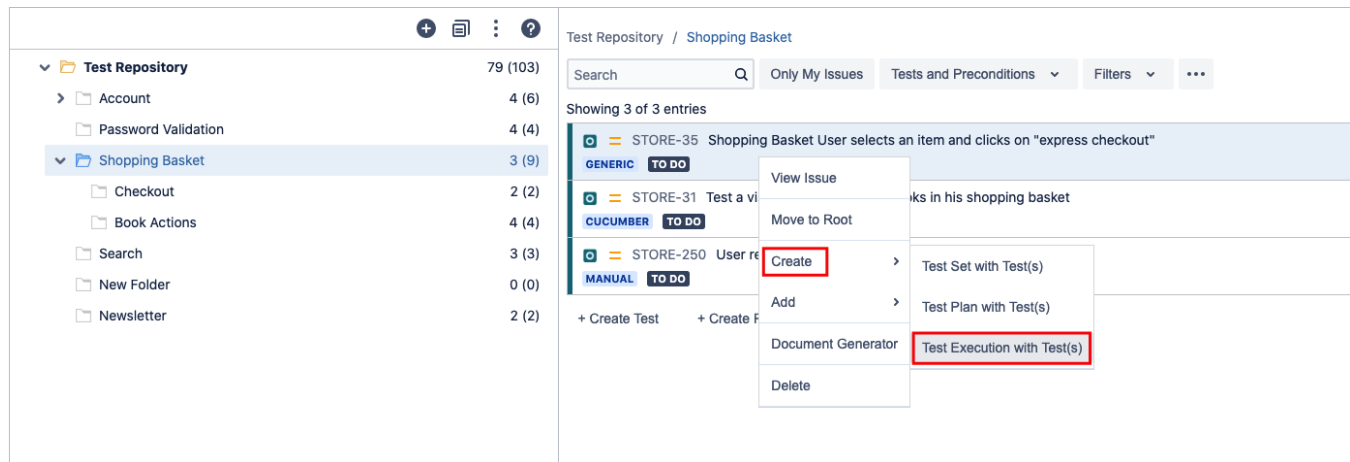 Test Repository 79 (103)
Account 4 (6)
Password Validation 4 (4)
Shopping Basket 3 (9)
Checkout 2 (2)
Book Actions 4 (4)
Search 3 (3)
New Folder 0 (0)
Newsletter 2 (2)
Test Repository / Shopping Basket
Search Only My Issues Tests and Preconditions Filters
Showing 3 of 3 entries
STORE-35 Shopping Basket User selects an item and clicks on "express checkout"
GENERIC TO DO
STORE-31 Test a in his shopping basket
CUCUMBER TO DO
STORE-250 User
MANUAL TO DO
+ Create Test + Create
View Issue
Move to Root
Create
Add
Document Generator
Delete
Test Set with Test(s)
Test Plan with Test(s)
Test Execution with Test(s)